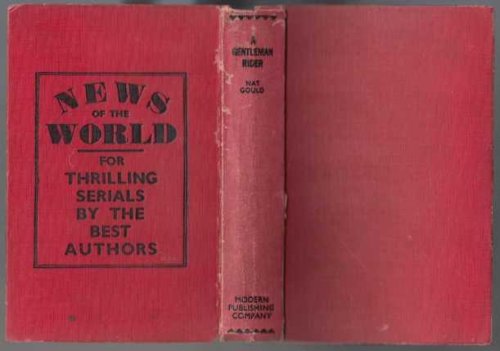 NEWS
OF THE
WORLD
FOR
THRILLING
SERIALS
BY THE
BEST
AUTHORS
A
GENTLEMAN
RIDER
NAT
GOULD
MODERN
PUBLISHING
COMPANY